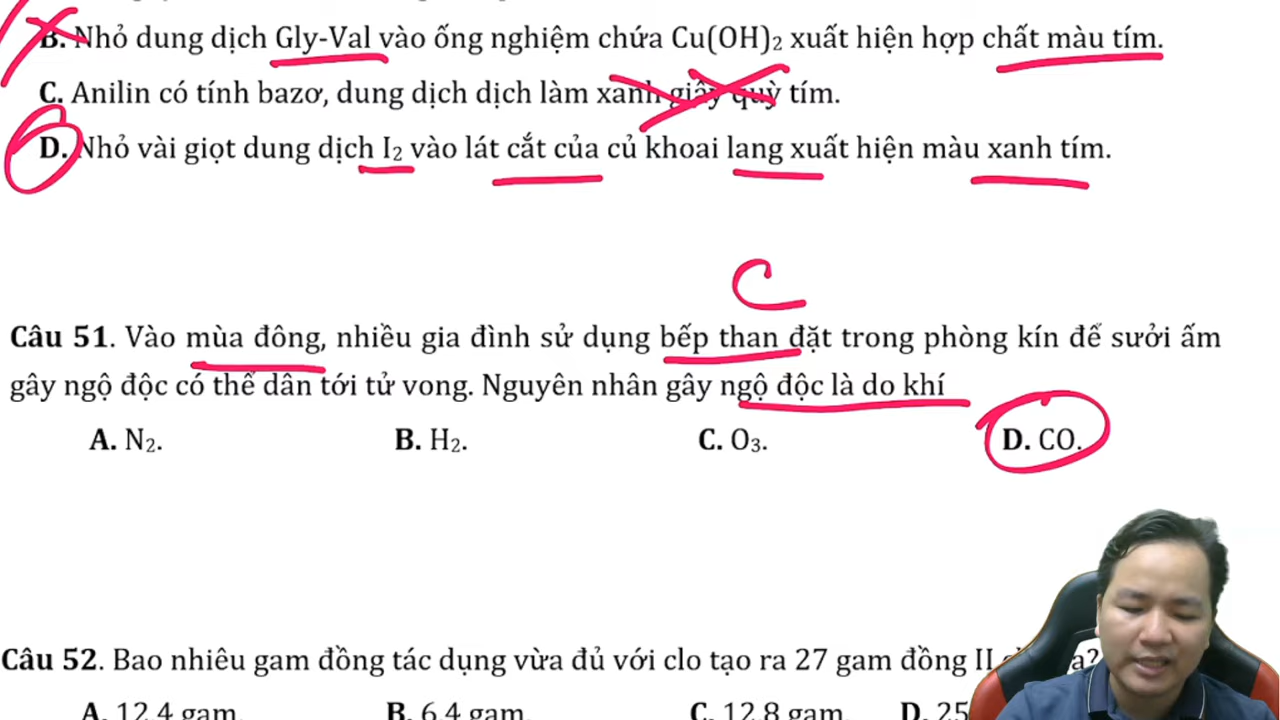 B. Nhỏ dung dịch Gly-Val vào ống nghiệm chứa Cu(OH)₂ xuất hiện hợp chất màu tím.
C. Anilin có tính bazơ, dung dịch dịch làm xanh giấy quỳ tím.
D. Nhỏ vài giọt dung dịch I₂ vào lát cắt của củ khoai lang xuất hiện màu xanh tím.
C
Câu 51. Vào mùa đông, nhiều gia đình sử dụng bếp than đặt trong phòng kín để sưởi ấm
gây ngộ độc có thể dẫn tới tử vong. Nguyên nhân gây ngộ độc là do khí
A. N₂. B. H₂. C. O₃. D. CO.
Câu 52. Bao nhiêu gam đồng tác dụng vừa đủ với clo tạo ra 27 gam đồng II
A. 12,4 gam. B. 6,4 gam. C. 12,8 gam. D. 25